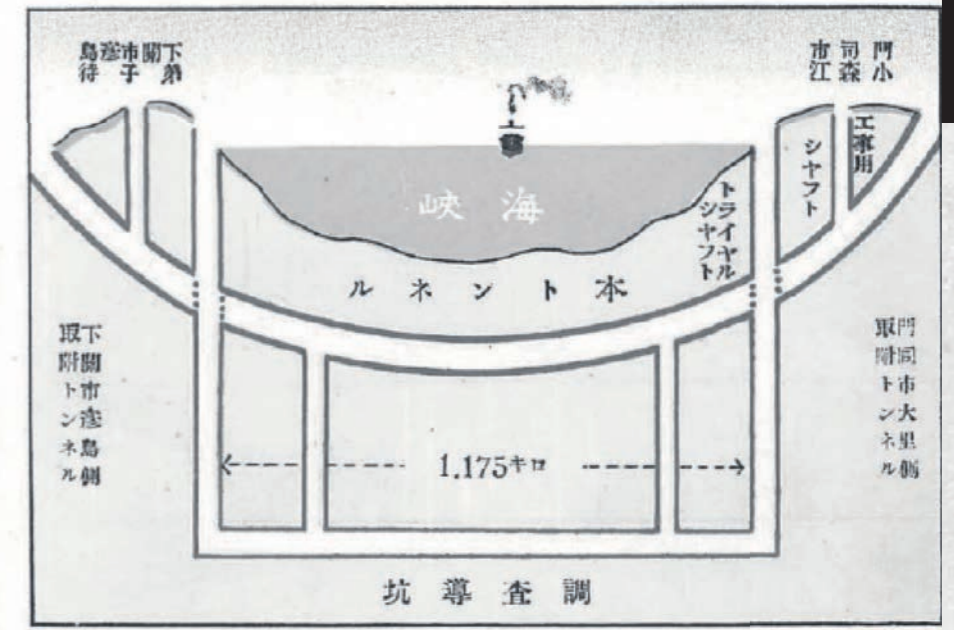 下關市彦島
弟子待
門司市
小森江
工事用
シヤフト
トライヤル
シヤフト
海峽
本トンネル
門司市大里側
取附トンネル
下關市彦島側
取附トンネル
1.175キロ
調査導坑